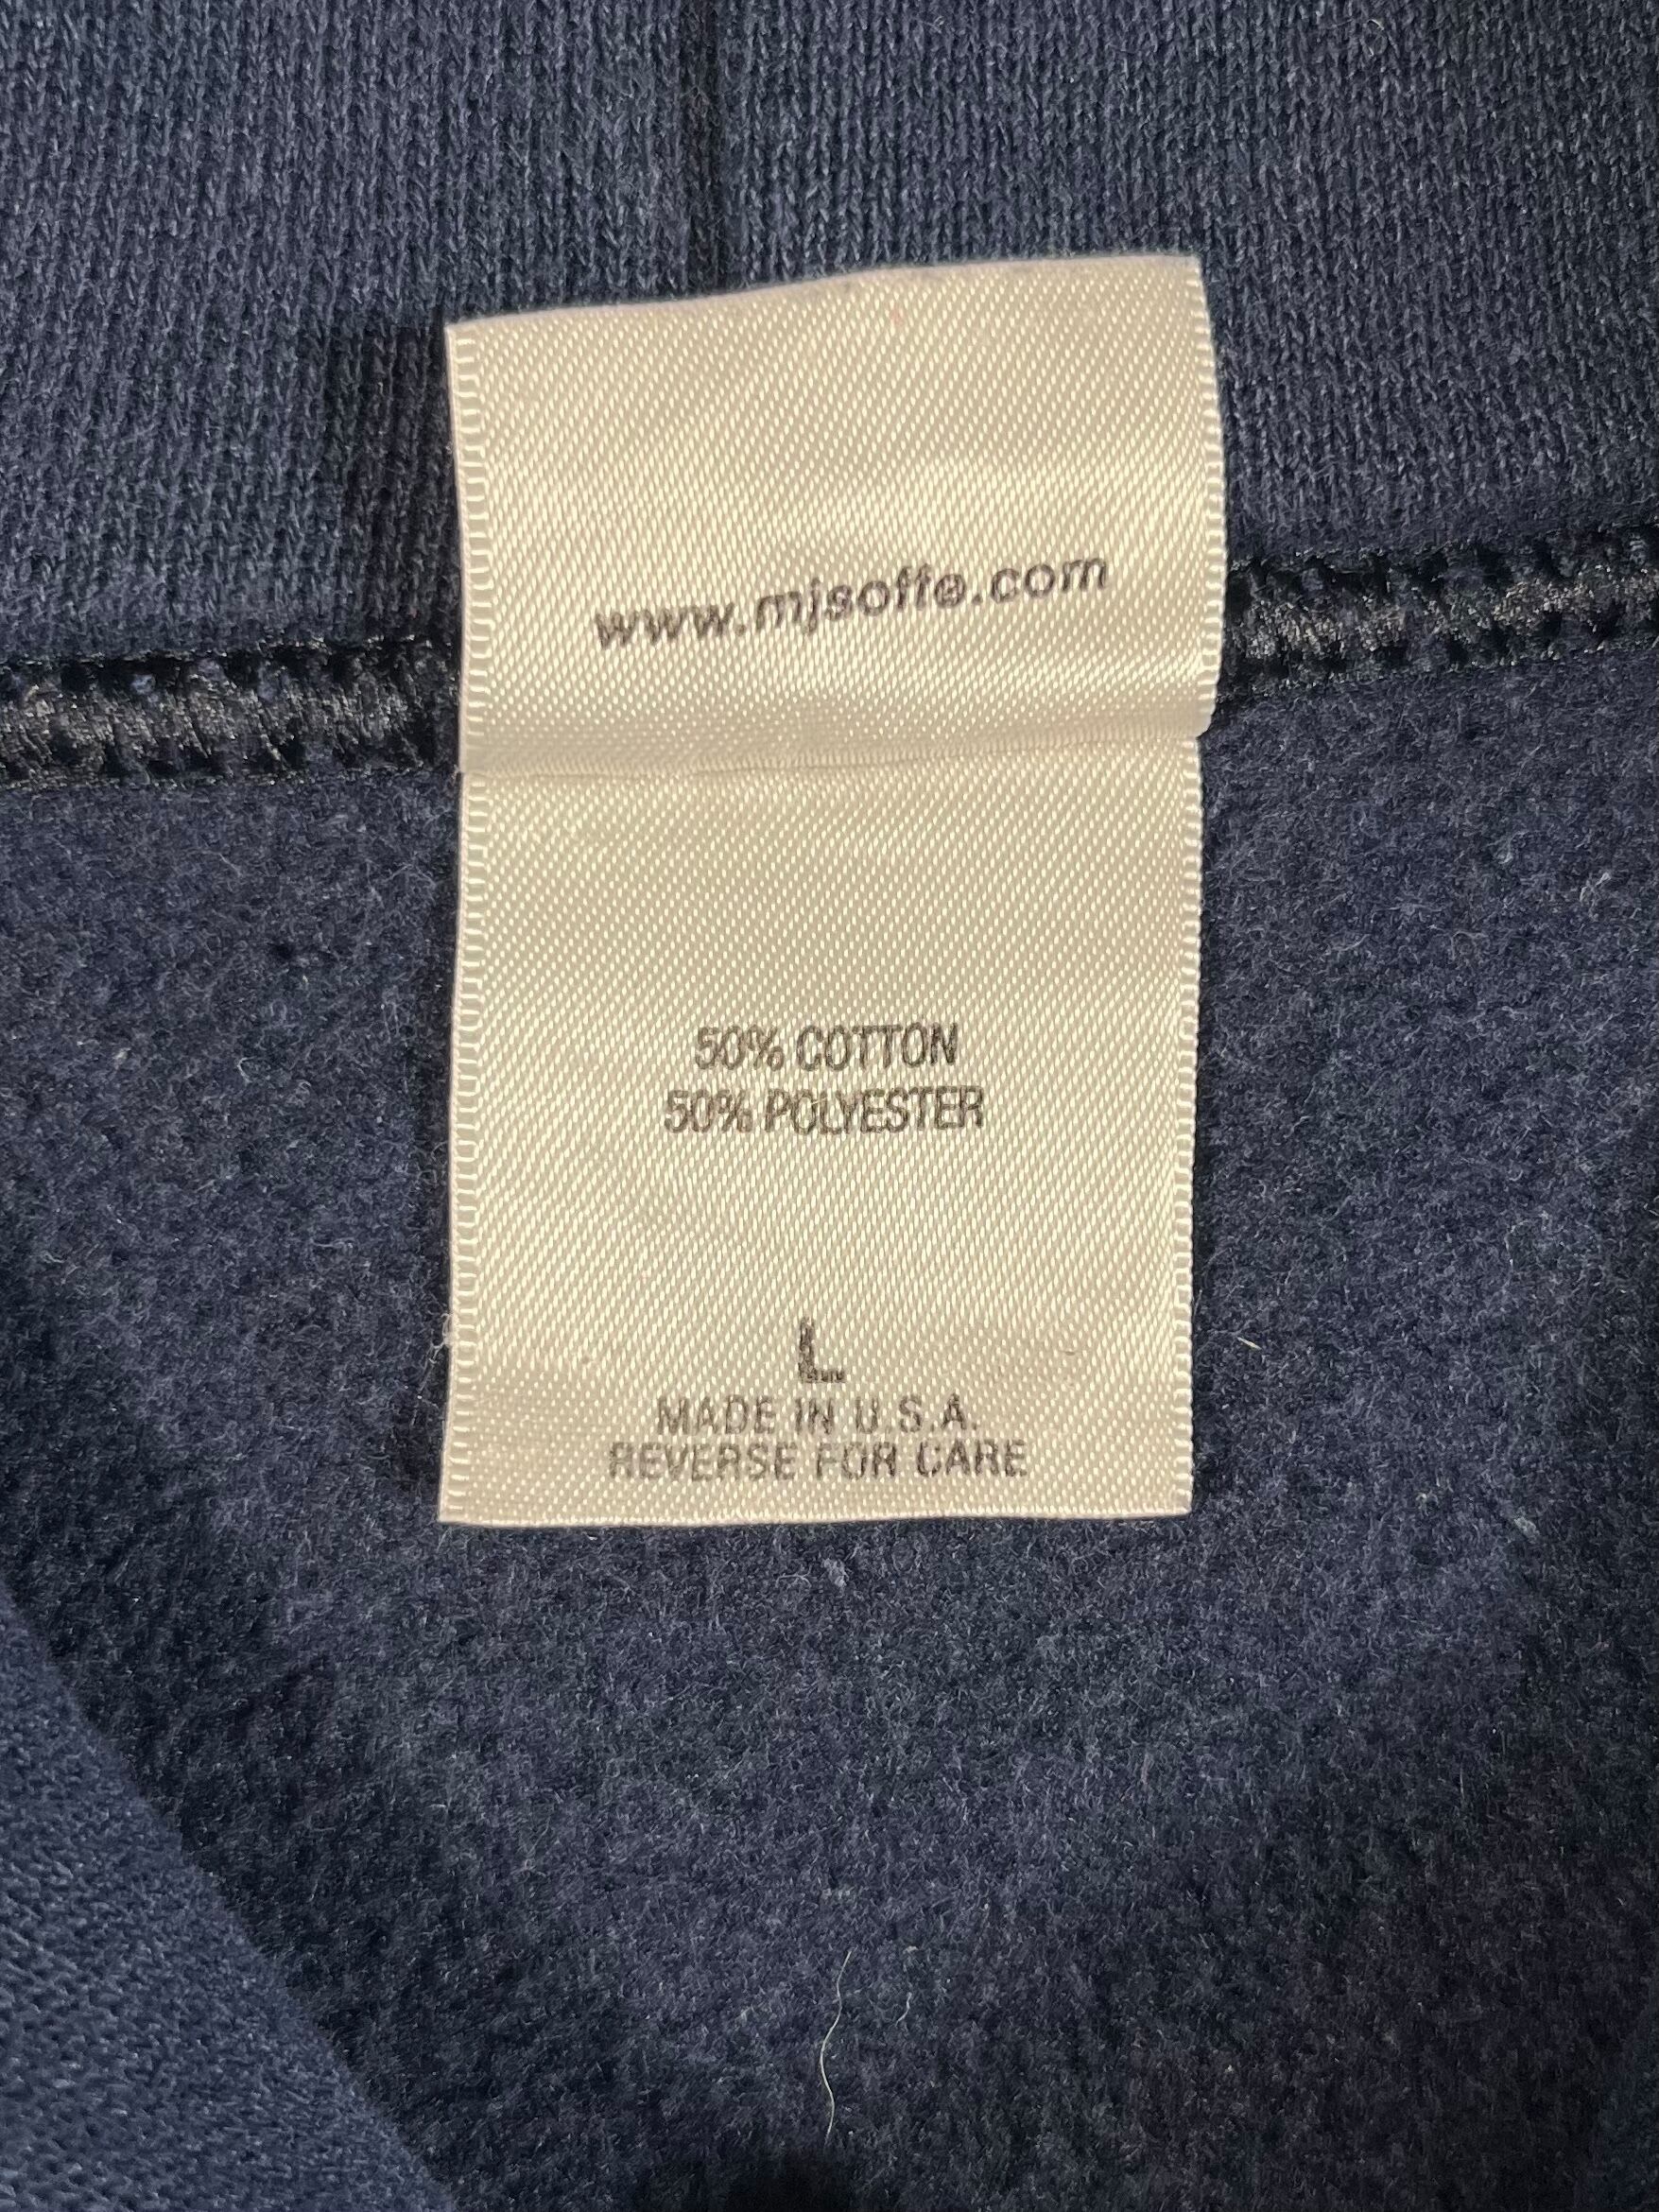 www.mjsoffe.com
50% COTTON
50% POLYESTER
L
MADE IN U.S.A.
REVERSE FOR CARE